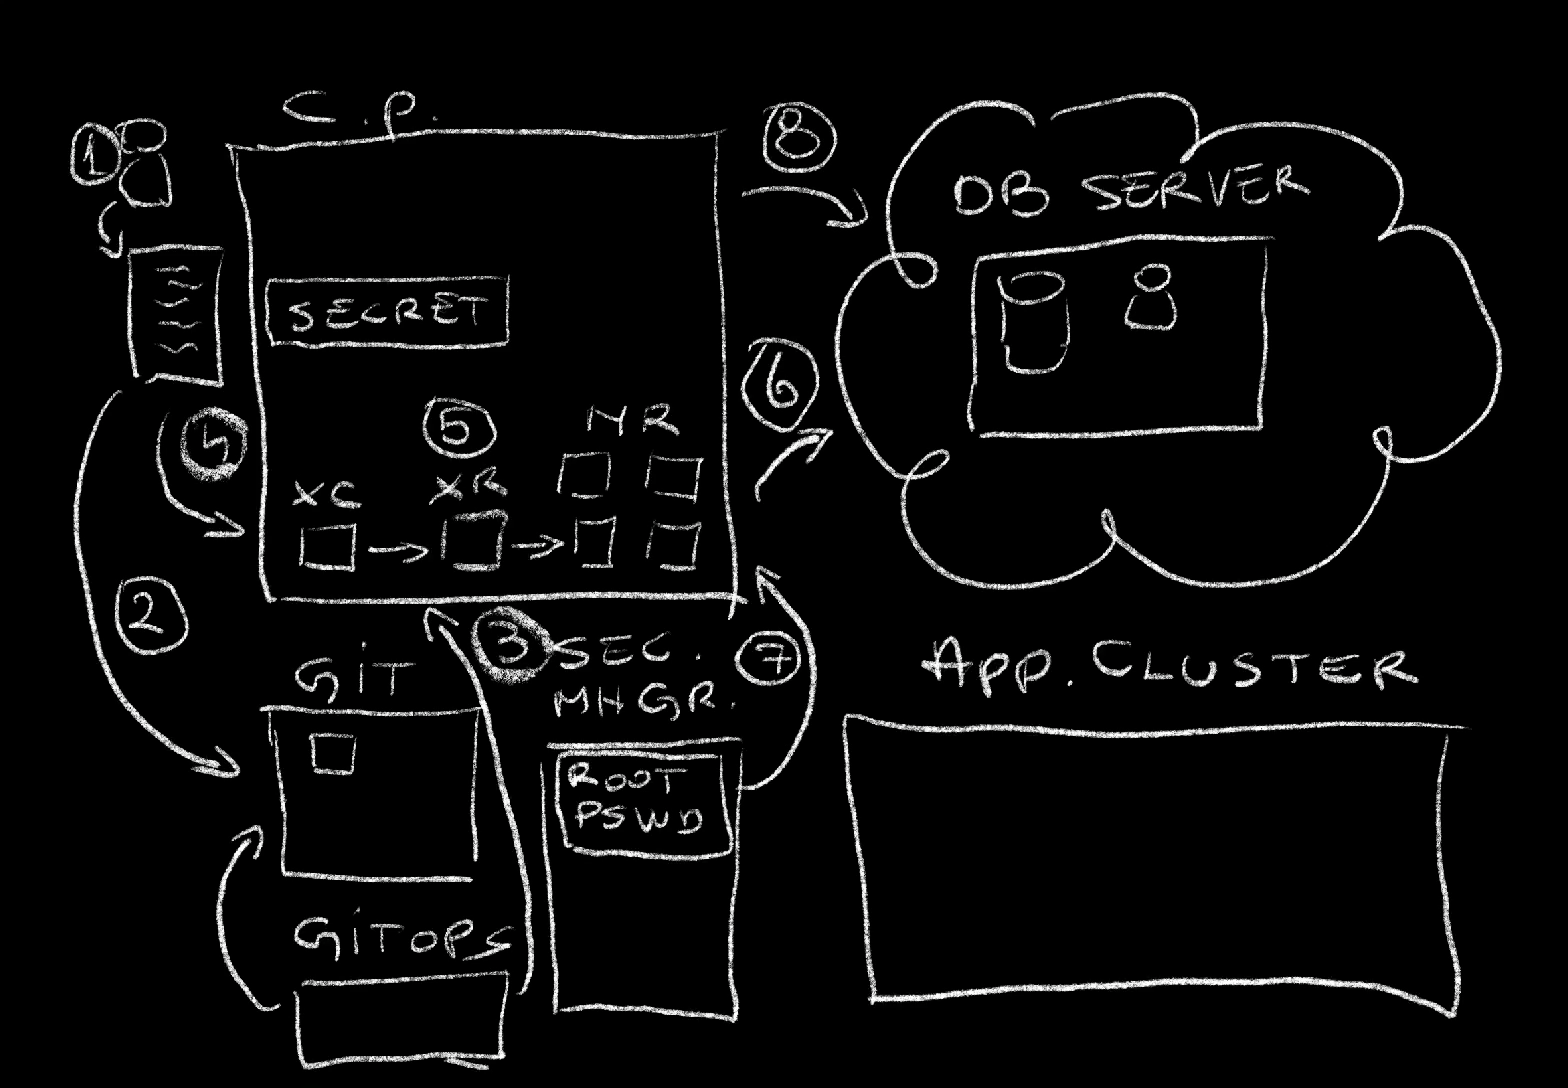 C.P.
1
8
DB SERVER
SECRET
6
4
5
MR
XC
XR
2
3
SEC.
MNGR.
7
GIT
APP. CLUSTER
ROOT
PSWD
GITOPS